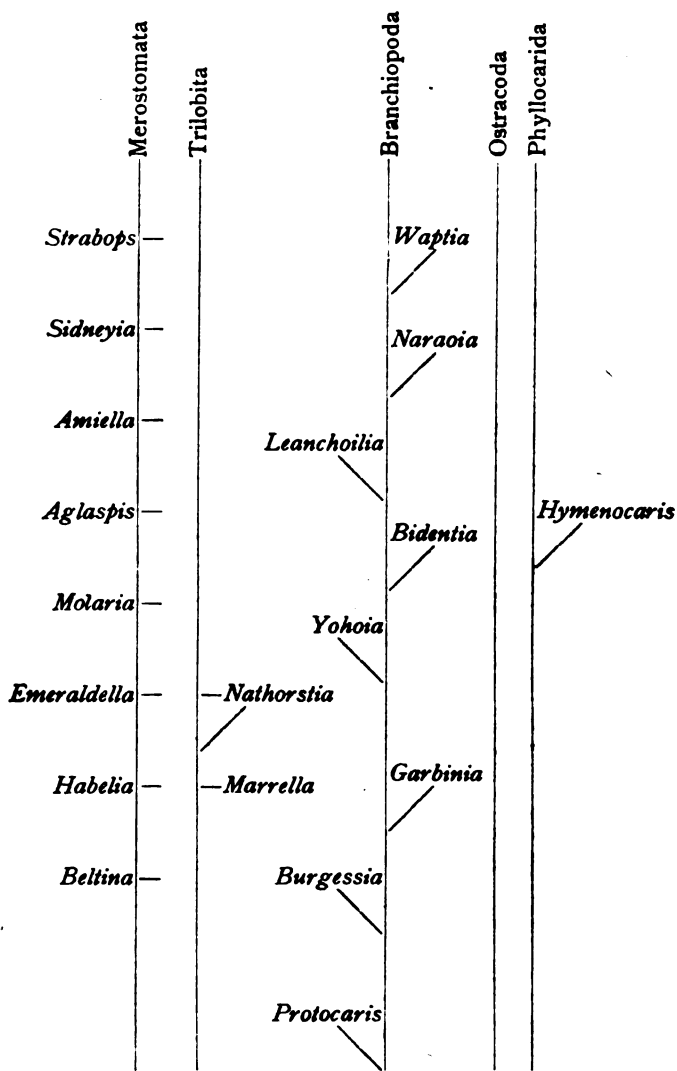 Merostomata
Trilobita
Branchiopoda
Ostracoda
Phyllocarida
Strabops
Waptia
Sidneyia
Naraoia
Amiella
Leanchoilia
Aglaspis
Hymenocaris
Bidentia
Molaria
Yohoia
Emeraldella
Nathorstia
Garbinia
Habelia
Marrella
Beltina
Burgessia
Protocaris